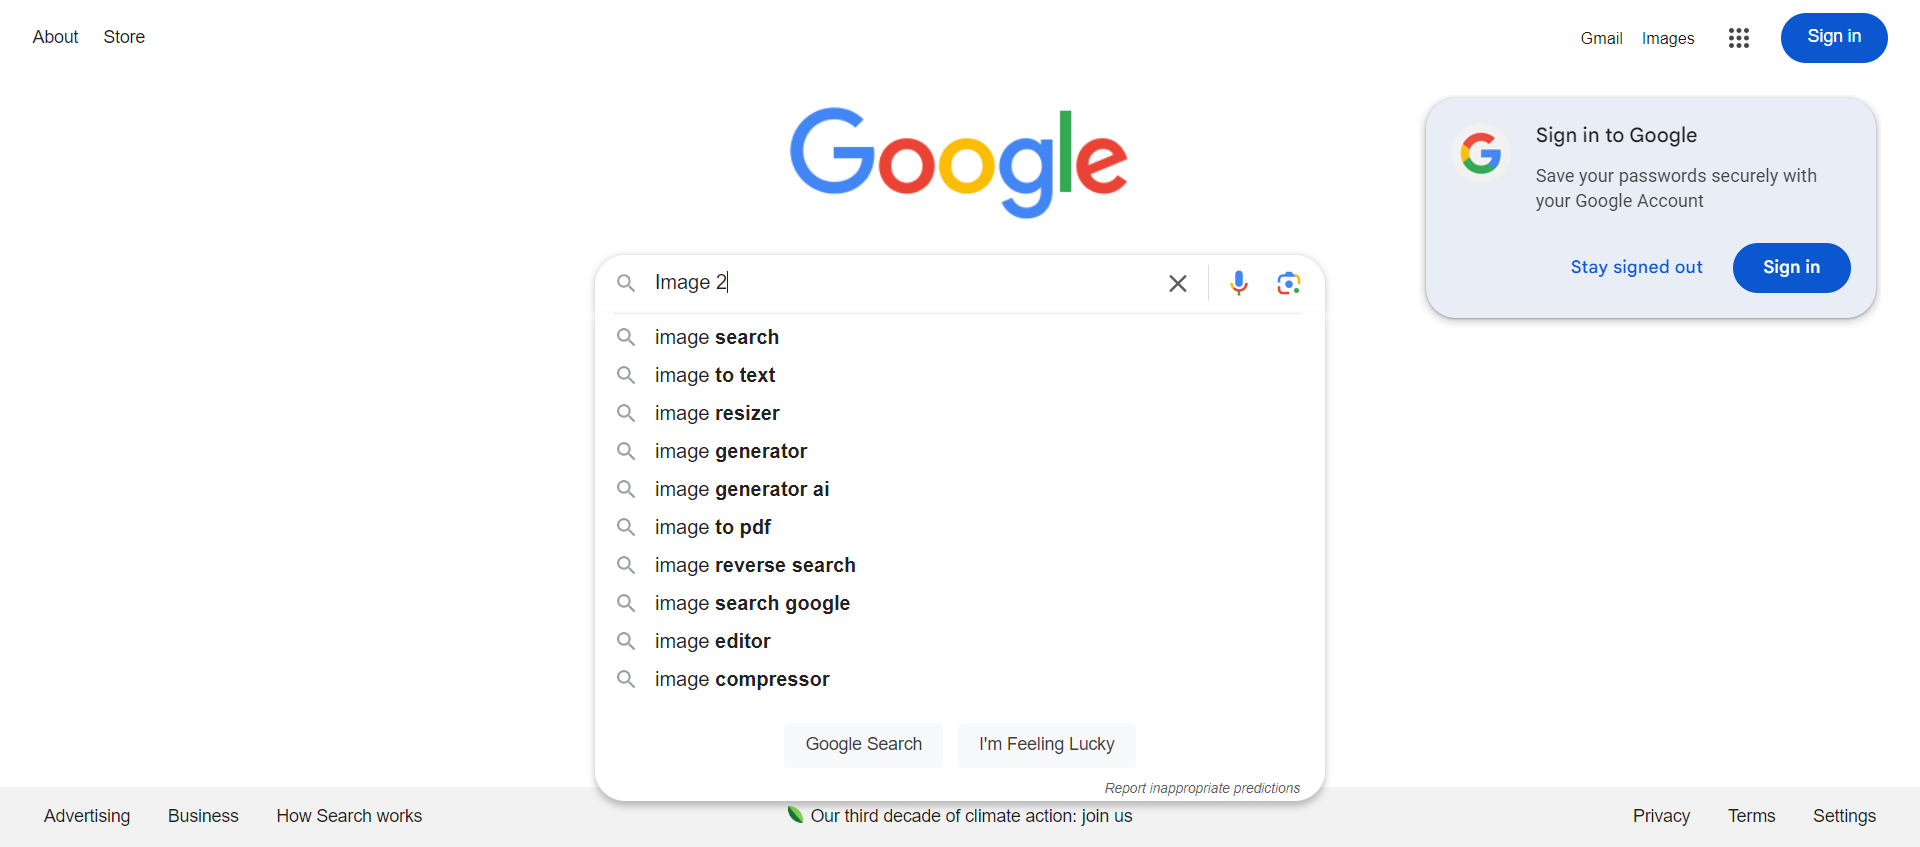 About Store
Gmail Images Sign in
Google
Sign in to Google
Save your passwords securely with
your Google Account
Stay signed out Sign in
Image 2
image search
image to text
image resizer
image generator
image generator ai
image to pdf
image reverse search
image search google
image editor
image compressor
Google Search I'm Feeling Lucky
Report inappropriate predictions
Advertising Business How Search works Our third decade of climate action: join us Privacy Terms Settings